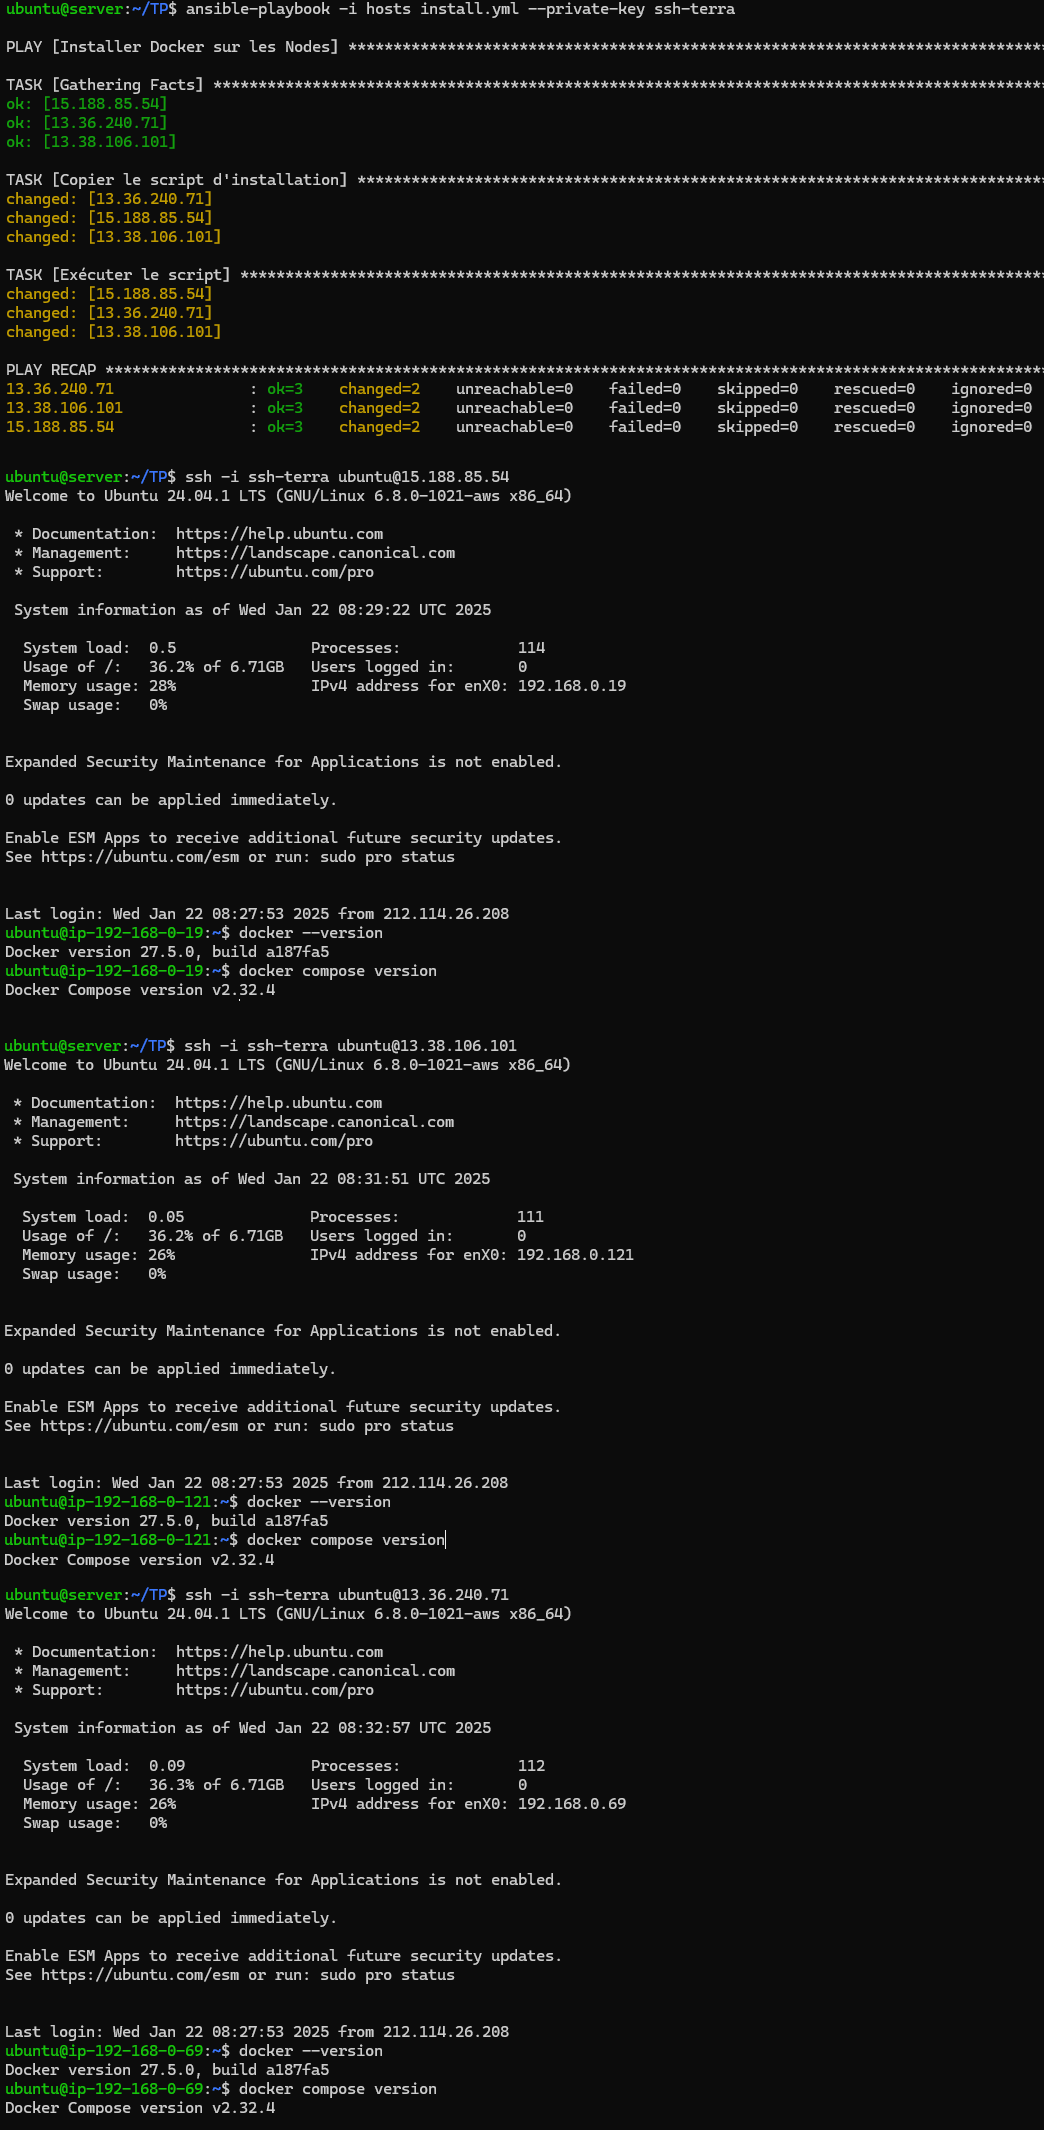 ubuntu@server:~/TP$ ansible-playbook -i hosts install.yml --private-key ssh-terra
PLAY [Installer Docker sur les Nodes] *****************************************************************************
TASK [Gathering Facts] ********************************************************************************************
ok: [15.188.85.54]
ok: [13.36.240.71]
ok: [13.38.106.101]
TASK [Copier le script d'installation] ****************************************************************************
changed: [13.36.240.71]
changed: [15.188.85.54]
changed: [13.38.106.101]
TASK [Exécuter le script] *****************************************************************************************
changed: [15.188.85.54]
changed: [13.36.240.71]
changed: [13.38.106.101]
PLAY RECAP ********************************************************************************************************
13.36.240.71               : ok=3    changed=2    unreachable=0    failed=0    skipped=0    rescued=0    ignored=0
13.38.106.101              : ok=3    changed=2    unreachable=0    failed=0    skipped=0    rescued=0    ignored=0
15.188.85.54               : ok=3    changed=2    unreachable=0    failed=0    skipped=0    rescued=0    ignored=0
ubuntu@server:~/TP$ ssh -i ssh-terra ubuntu@15.188.85.54
Welcome to Ubuntu 24.04.1 LTS (GNU/Linux 6.8.0-1021-aws x86_64)
* Documentation:  https://help.ubuntu.com
* Management:     https://landscape.canonical.com
* Support:        https://ubuntu.com/pro
System information as of Wed Jan 22 08:29:22 UTC 2025
System load:  0.5               Processes:             114
Usage of /:   36.2% of 6.71GB   Users logged in:       0
Memory usage: 28%               IPv4 address for enX0: 192.168.0.19
Swap usage:   0%
Expanded Security Maintenance for Applications is not enabled.
0 updates can be applied immediately.
Enable ESM Apps to receive additional future security updates.
See https://ubuntu.com/esm or run: sudo pro status
Last login: Wed Jan 22 08:27:53 2025 from 212.114.26.208
ubuntu@ip-192-168-0-19:~$ docker --version
Docker version 27.5.0, build a187fa5
ubuntu@ip-192-168-0-19:~$ docker compose version
Docker Compose version v2.32.4
ubuntu@server:~/TP$ ssh -i ssh-terra ubuntu@13.38.106.101
Welcome to Ubuntu 24.04.1 LTS (GNU/Linux 6.8.0-1021-aws x86_64)
* Documentation:  https://help.ubuntu.com
* Management:     https://landscape.canonical.com
* Support:        https://ubuntu.com/pro
System information as of Wed Jan 22 08:31:51 UTC 2025
System load:  0.05              Processes:             111
Usage of /:   36.2% of 6.71GB   Users logged in:       0
Memory usage: 26%               IPv4 address for enX0: 192.168.0.121
Swap usage:   0%
Expanded Security Maintenance for Applications is not enabled.
0 updates can be applied immediately.
Enable ESM Apps to receive additional future security updates.
See https://ubuntu.com/esm or run: sudo pro status
Last login: Wed Jan 22 08:27:53 2025 from 212.114.26.208
ubuntu@ip-192-168-0-121:~$ docker --version
Docker version 27.5.0, build a187fa5
ubuntu@ip-192-168-0-121:~$ docker compose version
Docker Compose version v2.32.4
ubuntu@server:~/TP$ ssh -i ssh-terra ubuntu@13.36.240.71
Welcome to Ubuntu 24.04.1 LTS (GNU/Linux 6.8.0-1021-aws x86_64)
* Documentation:  https://help.ubuntu.com
* Management:     https://landscape.canonical.com
* Support:        https://ubuntu.com/pro
System information as of Wed Jan 22 08:32:57 UTC 2025
System load:  0.09              Processes:             112
Usage of /:   36.3% of 6.71GB   Users logged in:       0
Memory usage: 26%               IPv4 address for enX0: 192.168.0.69
Swap usage:   0%
Expanded Security Maintenance for Applications is not enabled.
0 updates can be applied immediately.
Enable ESM Apps to receive additional future security updates.
See https://ubuntu.com/esm or run: sudo pro status
Last login: Wed Jan 22 08:27:53 2025 from 212.114.26.208
ubuntu@ip-192-168-0-69:~$ docker --version
Docker version 27.5.0, build a187fa5
ubuntu@ip-192-168-0-69:~$ docker compose version
Docker Compose version v2.32.4